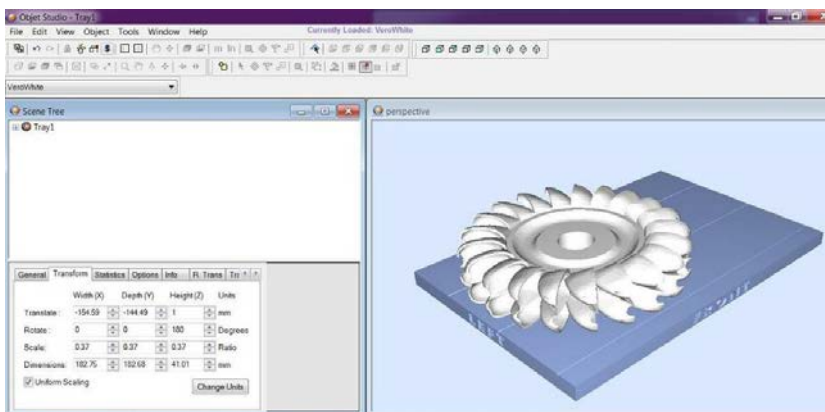 Objet Studio - Tray1
File Edit View Object Tools Window Help
Currently Loaded: VeroWhite
VeroWhite
Scene Tree
Tray1
perspective
General Transform Statistics Options Info R. Trans
Width (X) Depth (Y) Height (Z) Units
Translate: -154.59 -144.49 1 mm
Rotate: 0 0 180 Degrees
Scale: 0.37 0.37 0.37 Ratio
Dimensions: 182.75 182.68 41.01 mm
Uniform Scaling
Change Units
LEFT